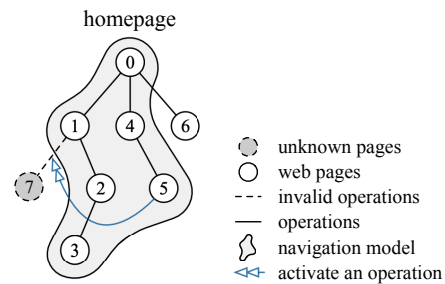 homepage
0
1
4
6
7
2
5
3
unknown pages
web pages
invalid operations
operations
navigation model
activate an operation